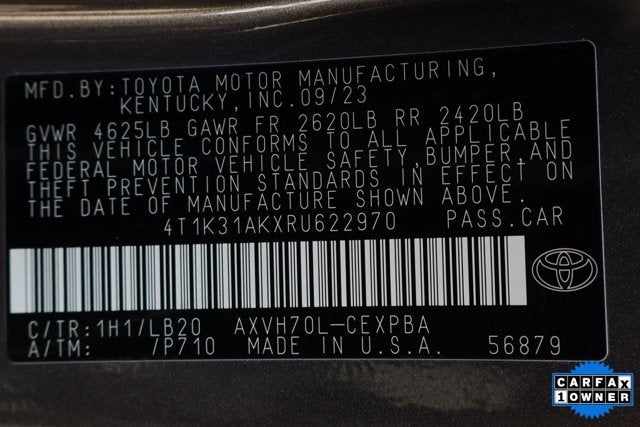 MFD.BY:TOYOTA MOTOR MANUFACTURING,
KENTUCKY,INC.09/23
GVWR 4625LB GAWR FR 2620LB RR 2420LB
THIS VEHICLE CONFORMS TO ALL APPLICABLE
FEDERAL MOTOR VEHICLE SAFETY,BUMPER,AND
THEFT PREVENTION STANDARDS IN EFFECT ON
THE DATE OF MANUFACTURE SHOWN ABOVE.
4T1K31AKXRU622970 PASS.CAR
C/TR:1H1/LB20 AXVH70L-CEXPBA
A/TM: /P710 MADE IN U.S.A. 56879
CARFAX
1 OWNER